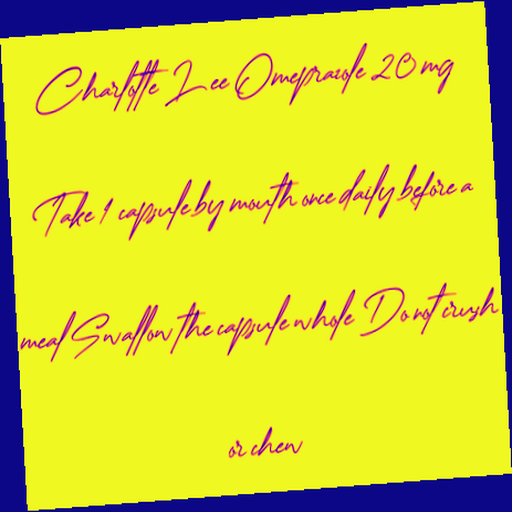 Charlotte Lee Omeprazole 20 mg
Take 1 capsule by mouth once daily before a
meal Swallow the capsule whole Do not crush
or chew